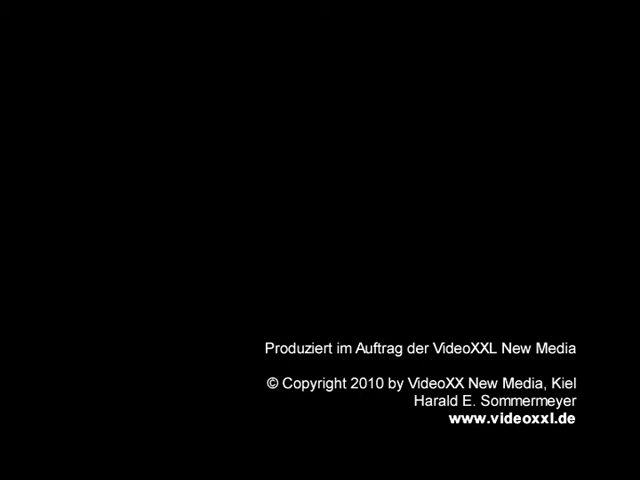 Produziert im Auftrag der VideoXXL New Media
© Copyright 2010 by VideoXX New Media, Kiel
Harald E. Sommermeyer
www.videoxxl.de